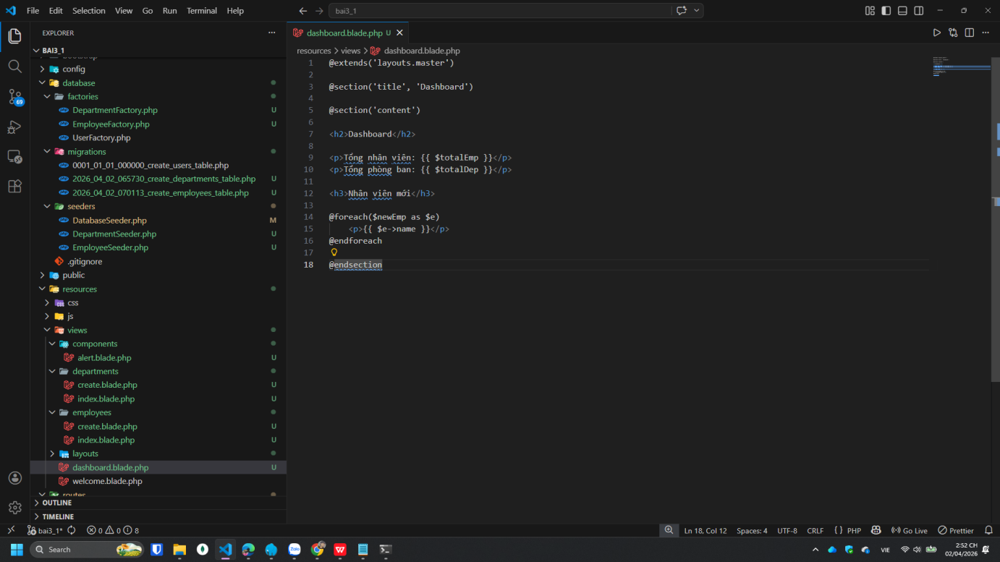 File Edit Selection View Go Run Terminal Help
bai3_1
EXPLORER
BAI3_1
bootstrap
config
database
factories
DepartmentFactory.php U
EmployeeFactory.php U
UserFactory.php
migrations
0001_01_01_000000_create_users_table.php
2026_04_02_065730_create_departments_table.php U
2026_04_02_070113_create_employees_table.php U
seeders
DatabaseSeeder.php M
DepartmentSeeder.php U
EmployeeSeeder.php U
.gitignore
public
resources
css
js
views
components
alert.blade.php U
departments
create.blade.php U
index.blade.php U
employees
create.blade.php U
index.blade.php U
layouts
dashboard.blade.php U
welcome.blade.php
routes
OUTLINE
TIMELINE
69
dashboard.blade.php U
resources > views > dashboard.blade.php
1 @extends('layouts.master')
2
3 @section('title', 'Dashboard')
4
5 @section('content')
6
7 <h2>Dashboard</h2>
8
9 <p>Tổng nhân viên: {{ $totalEmp }}</p>
10 <p>Tổng phòng ban: {{ $totalDep }}</p>
11
12 <h3>Nhân viên mới</h3>
13
14 @foreach($newEmp as $e)
15 <p>{{ $e->name }}</p>
16 @endforeach
17
18 @endsection
bai3_1* 0 0 8
Ln 18, Col 12 Spaces: 4 UTF-8 CRLF { } PHP Go Live Prettier
Search
Zalo
VIE
2:52 CH
02/04/2026